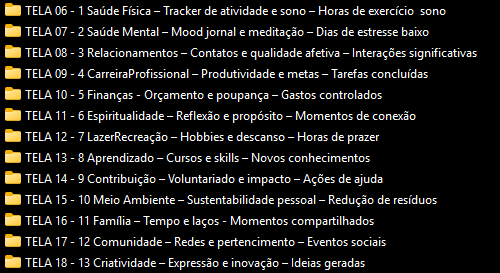 TELA 06 – 1 Saúde Física – Tracker de atividade e sono – Horas de exercício  sono
TELA 07 - 2 Saúde Mental – Mood jornal e meditação – Dias de estresse baixo
TELA 08 - 3 Relacionamentos – Contatos e qualidade afetiva – Interações significativas
TELA 09 - 4 CarreiraProfissional – Produtividade e metas – Tarefas concluídas
TELA 10 - 5 Finanças - Orçamento e poupança – Gastos controlados
TELA 11 - 6 Espiritualidade – Reflexão e propósito – Momentos de conexão
TELA 12 - 7 LazerRecreação – Hobbies e descanso – Horas de prazer
TELA 13 - 8 Aprendizado – Cursos e skills – Novos conhecimentos
TELA 14 - 9 Contribuição – Voluntariado e impacto – Ações de ajuda
TELA 15 - 10 Meio Ambiente – Sustentabilidade pessoal – Redução de resíduos
TELA 16 - 11 Família – Tempo e laços - Momentos compartilhados
TELA 17 - 12 Comunidade – Redes e pertencimento – Eventos sociais
TELA 18 - 13 Criatividade – Expressão e inovação – Ideias geradas